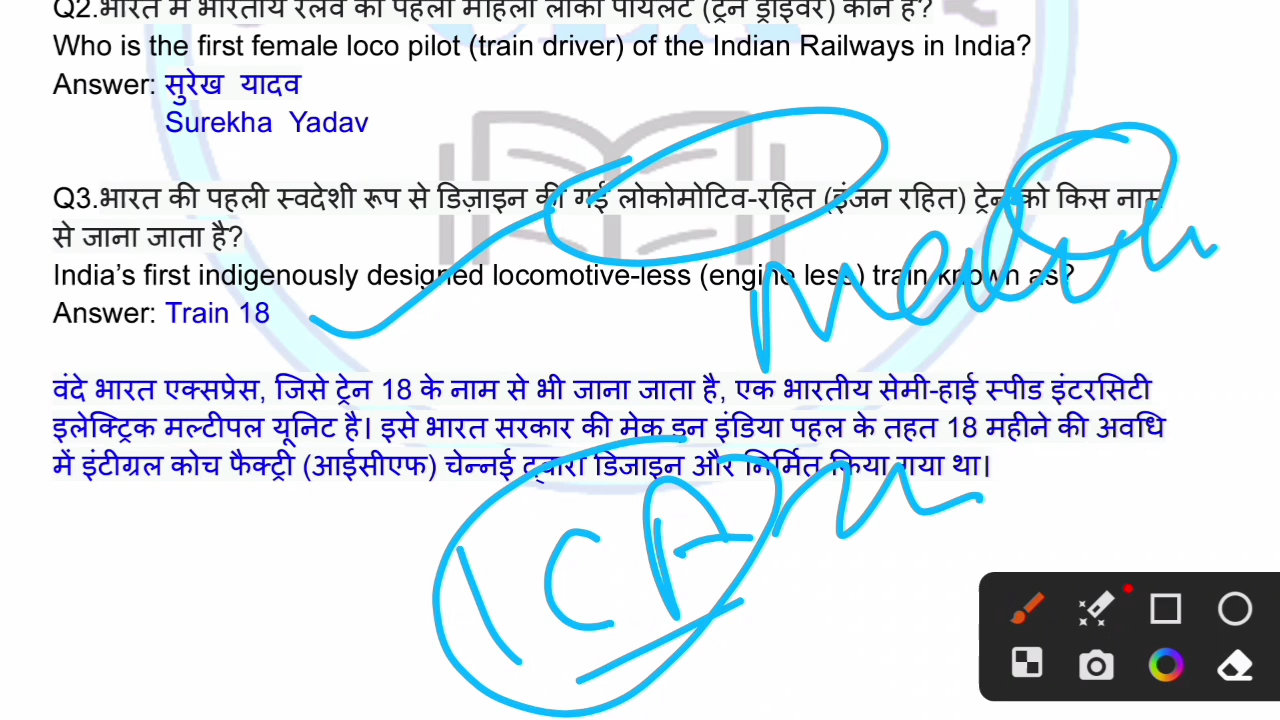 Q2.भारत में भारतीय रेलवे की पहली महिला लोको पायलट (ट्रेन ड्राइवर) कौन है?
Who is the first female loco pilot (train driver) of the Indian Railways in India?
Answer: सुरेख यादव
Surekha Yadav
Q3.भारत की पहली स्वदेशी रूप से डिज़ाइन की गई लोकोमोटिव-रहित (इंजन रहित) ट्रेन को किस नाम
से जाना जाता है?
India’s first indigenously designed locomotive-less (engine less) train known as?
Answer: Train 18
वंदे भारत एक्सप्रेस, जिसे ट्रेन 18 के नाम से भी जाना जाता है, एक भारतीय सेमी-हाई स्पीड इंटरसिटी
इलेक्ट्रिक मल्टीपल यूनिट है। इसे भारत सरकार की मेक इन इंडिया पहल के तहत 18 महीने की अवधि
में इंटीग्रल कोच फैक्ट्री (आईसीएफ) चेन्नई द्वारा डिजाइन और निर्मित किया गया था।